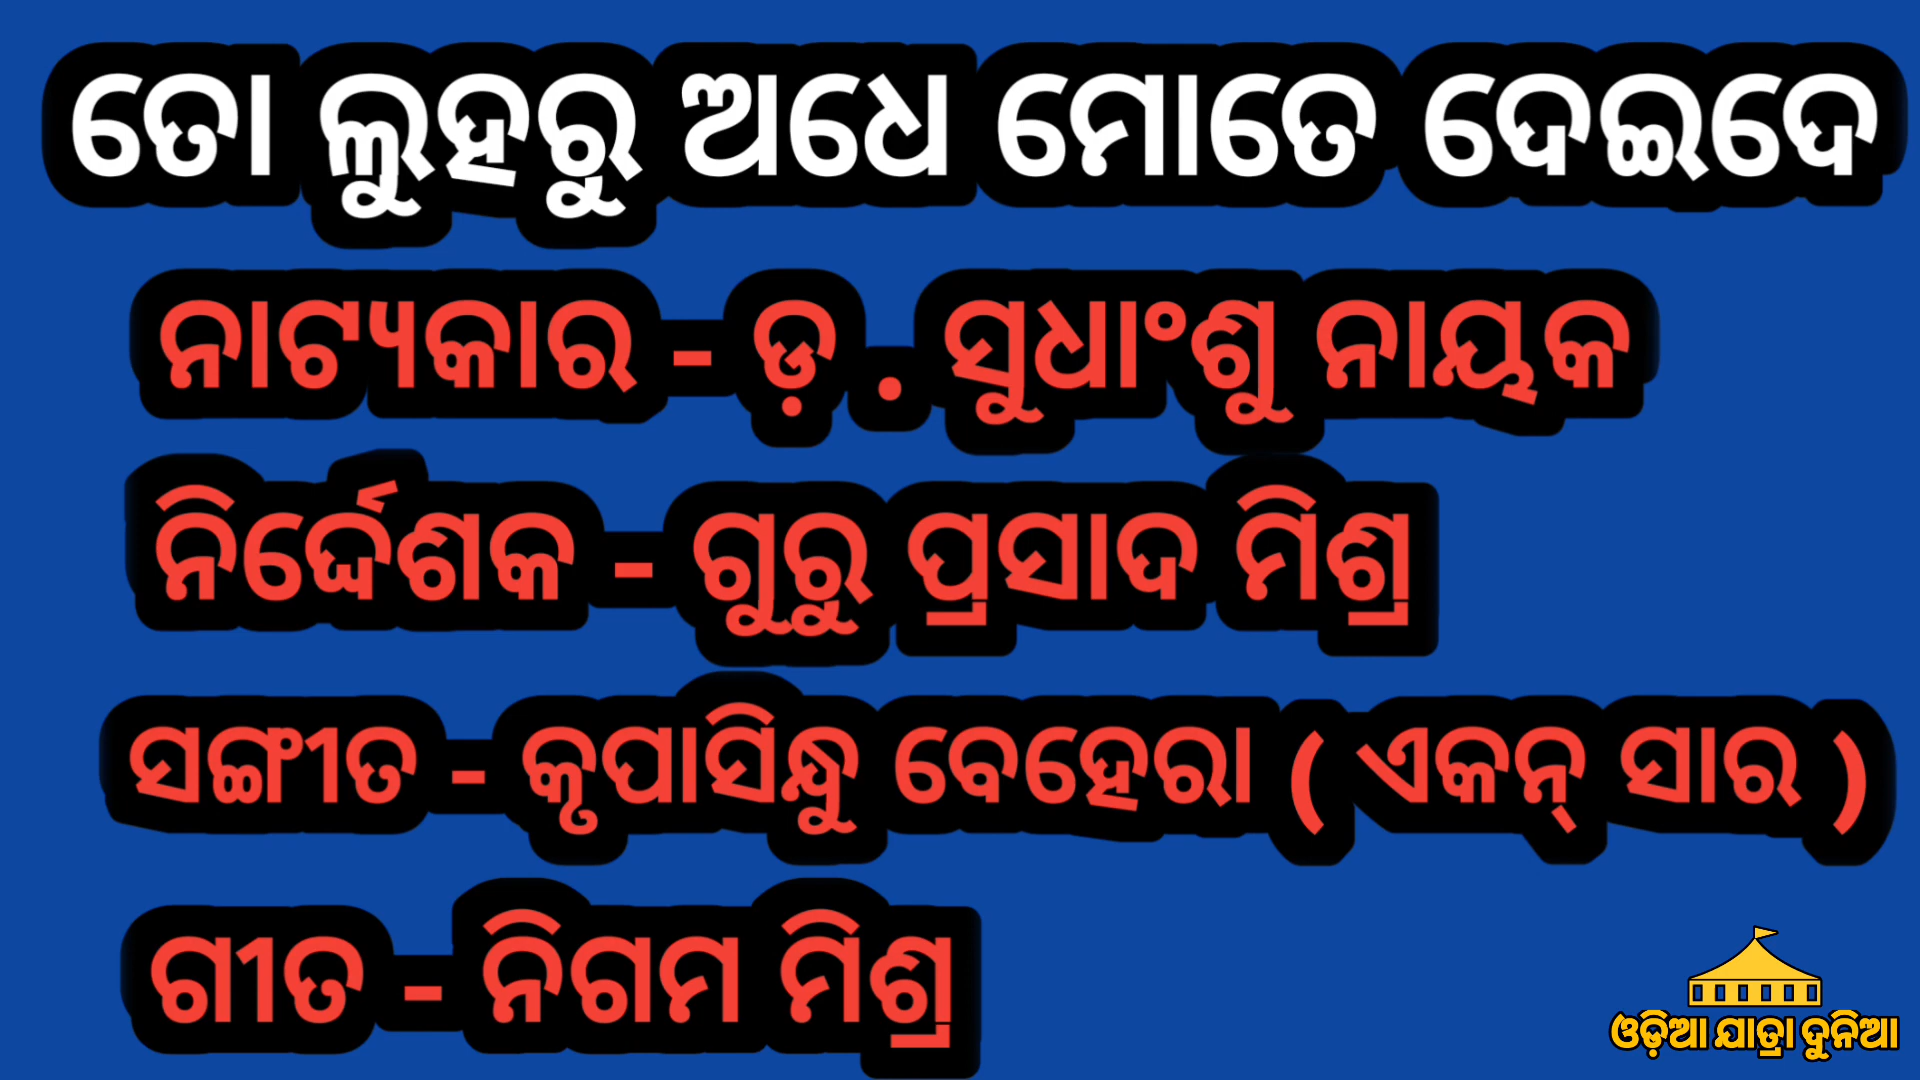 ତୋ ଲୁହରୁ ଅଧେ ମୋତେ ଦେଇଦେ
ନାଟ୍ୟକାର - ଡ଼ . ସୁଧାଂଶୁ ନାୟକ
ନିର୍ଦ୍ଦେଶକ - ଗୁରୁ ପ୍ରସାଦ ମିଶ୍ର
ସଙ୍ଗୀତ - କୃପାସିନ୍ଧୁ ବେହେରା ( ଏକନ୍ ସାର )
ଗୀତ - ନିଗମ ମିଶ୍ର
ଓଡ଼ିଆ ଯାତ୍ରା ଦୁନିଆ